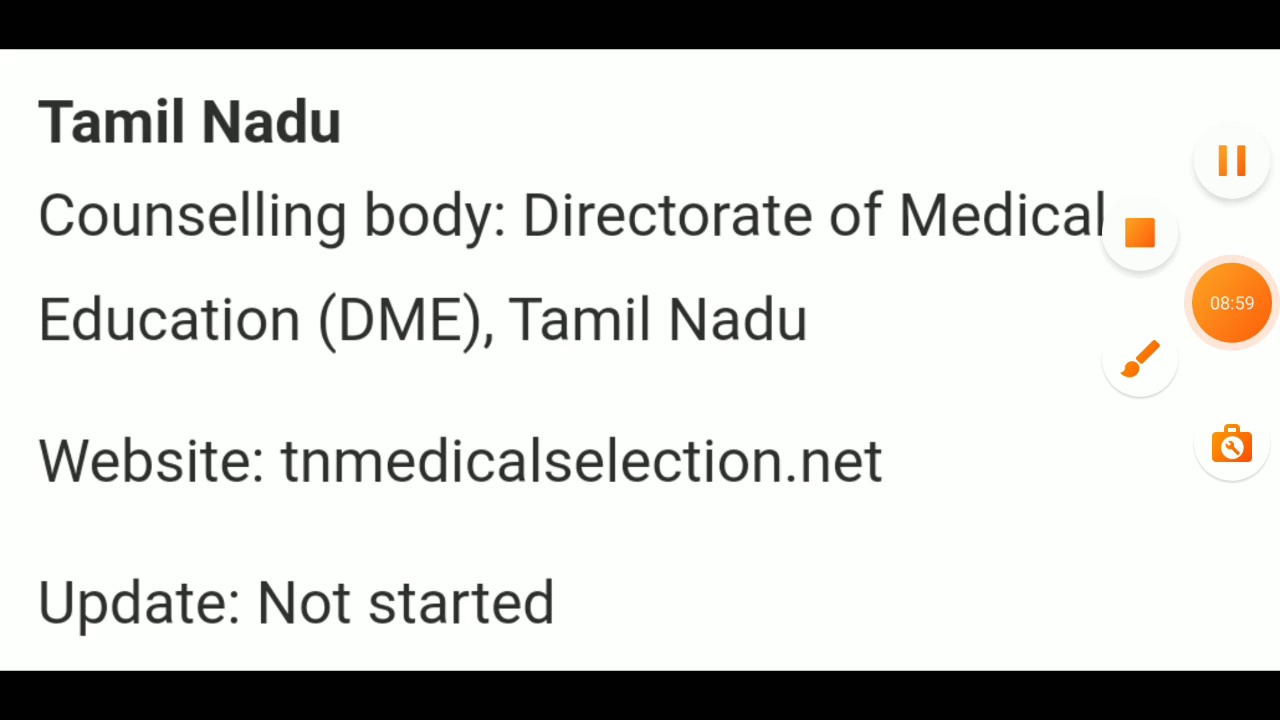 Tamil Nadu
Counselling body: Directorate of Medical
Education (DME), Tamil Nadu
08:59
Website: tnmedicalselection.net
Update: Not started